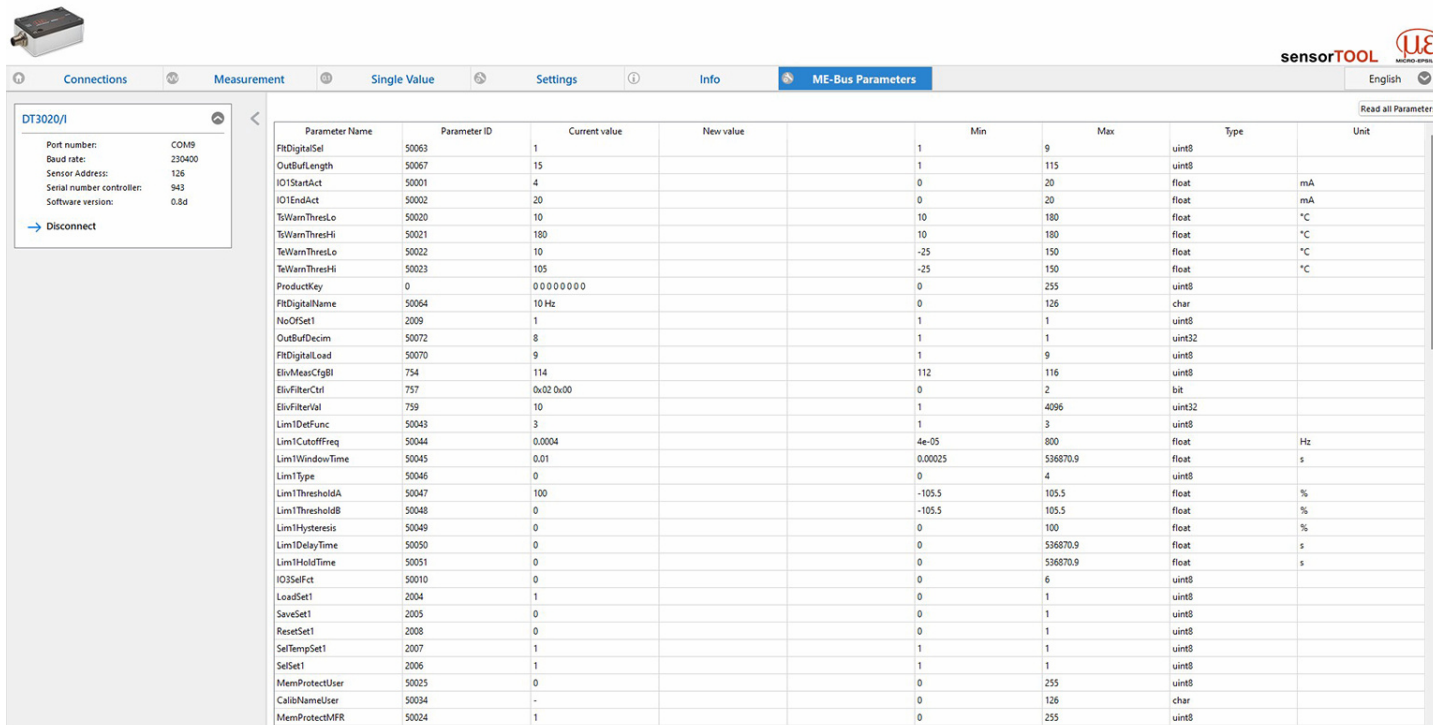 sensorTOOL
Connections Measurement Single Value Settings Info ME-Bus Parameters English
DT3020/I
Port number: COM9
Baud rate: 230400
Sensor Address: 126
Serial number controller: 943
Software version: 0.8d
Disconnect
Read all Parameter
Parameter Name Parameter ID Current value New value Min Max Type Unit
FltDigitalSel 50063 1 1 9 uint8
OutBufLength 50067 15 1 115 uint8
IO1StartAct 50001 4 0 20 float mA
IO1EndAct 50002 20 0 20 float mA
TsWarnThresLo 50020 10 10 180 float °C
TsWarnThresHi 50021 180 10 180 float °C
TeWarnThresLo 50022 10 -25 150 float °C
TeWarnThresHi 50023 105 -25 150 float °C
ProductKey 0 0 0 0 0 0 0 0 0 0 255 uint8
FltDigitalName 50064 10 Hz 0 126 char
NoOfSet1 2009 1 1 1 uint8
OutBufDecim 50072 8 1 1 uint32
FltDigitalLoad 50070 9 1 9 uint8
ElivMeasCfgBl 754 114 112 116 uint8
ElivFilterCtrl 757 0x02 0x00 0 2 bit
ElivFilterVal 759 10 1 4096 uint32
Lim1DetFunc 50043 3 1 3 uint8
Lim1CutoffFreq 50044 0.0004 4e-05 800 float Hz
Lim1WindowTime 50045 0.01 0.00025 536870.9 float s
Lim1Type 50046 0 0 4 uint8
Lim1ThresholdA 50047 100 -105.5 105.5 float %
Lim1ThresholdB 50048 0 -105.5 105.5 float %
Lim1Hysteresis 50049 0 0 100 float %
Lim1DelayTime 50050 0 0 536870.9 float s
Lim1HoldTime 50051 0 0 536870.9 float s
IO3SelFct 50010 0 0 6 uint8
LoadSet1 2004 1 0 1 uint8
SaveSet1 2005 0 0 1 uint8
ResetSet1 2008 0 0 1 uint8
SelTempSet1 2007 1 1 1 uint8
SelSet1 2006 1 1 1 uint8
MemProtectUser 50025 0 0 255 uint8
CalibNameUser 50034 - 0 126 char
MemProtectMFR 50024 1 0 255 uint8